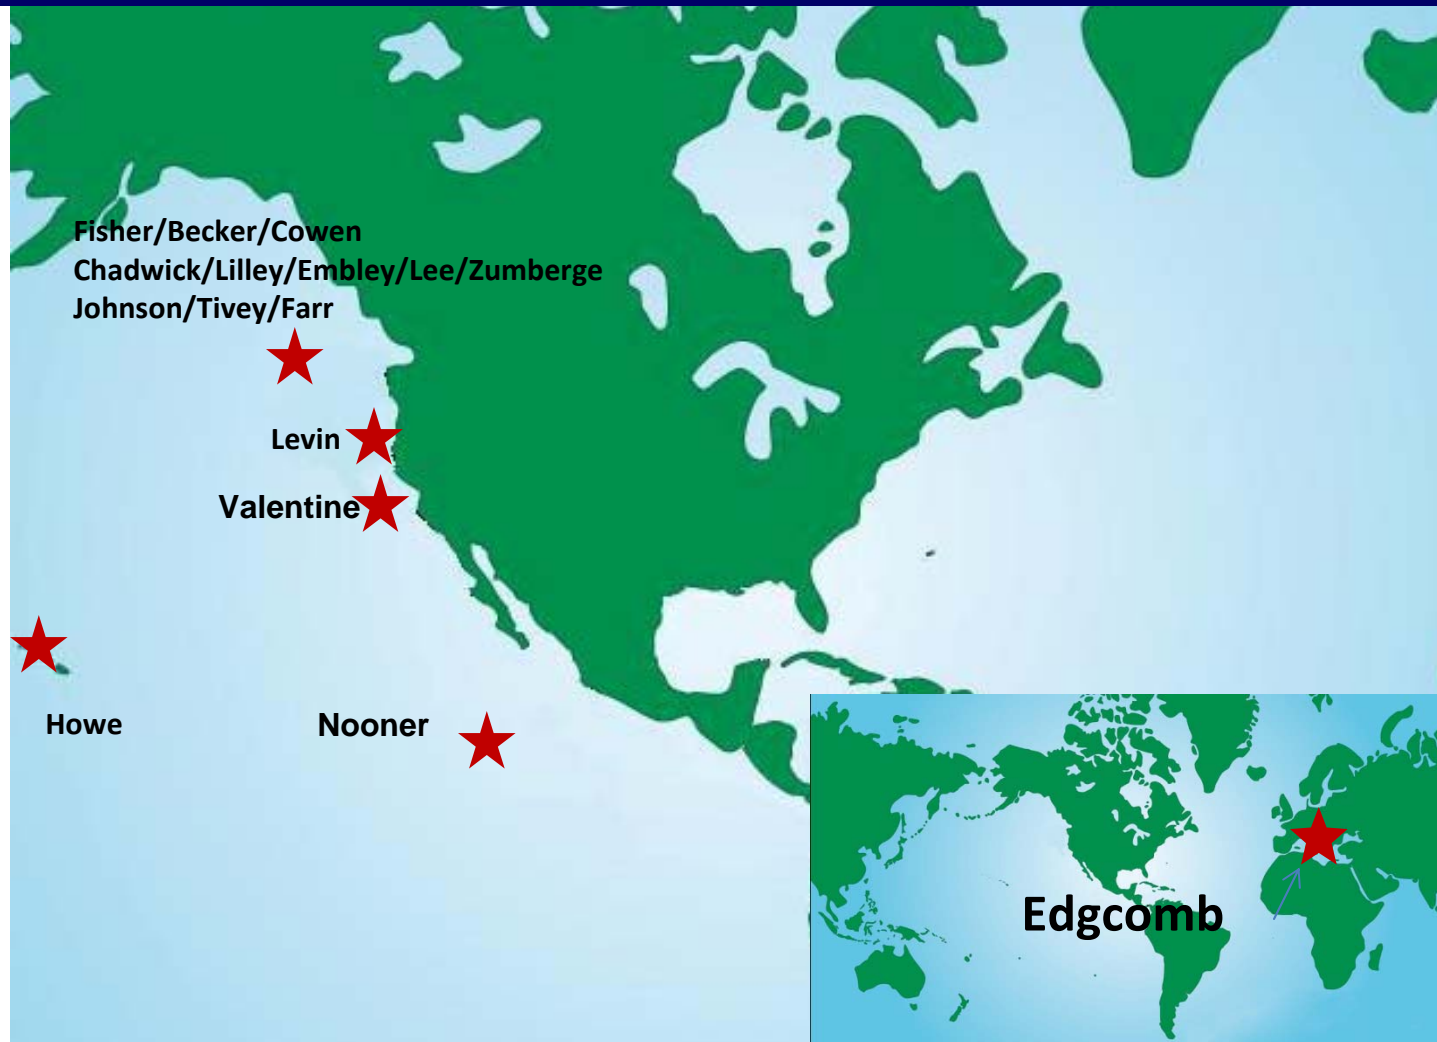 Fisher/Becker/Cowen
Chadwick/Lilley/Embley/Lee/Zumberge
Johnson/Tivey/Farr
Levin
Valentine
Howe
Nooner
Edgcomb